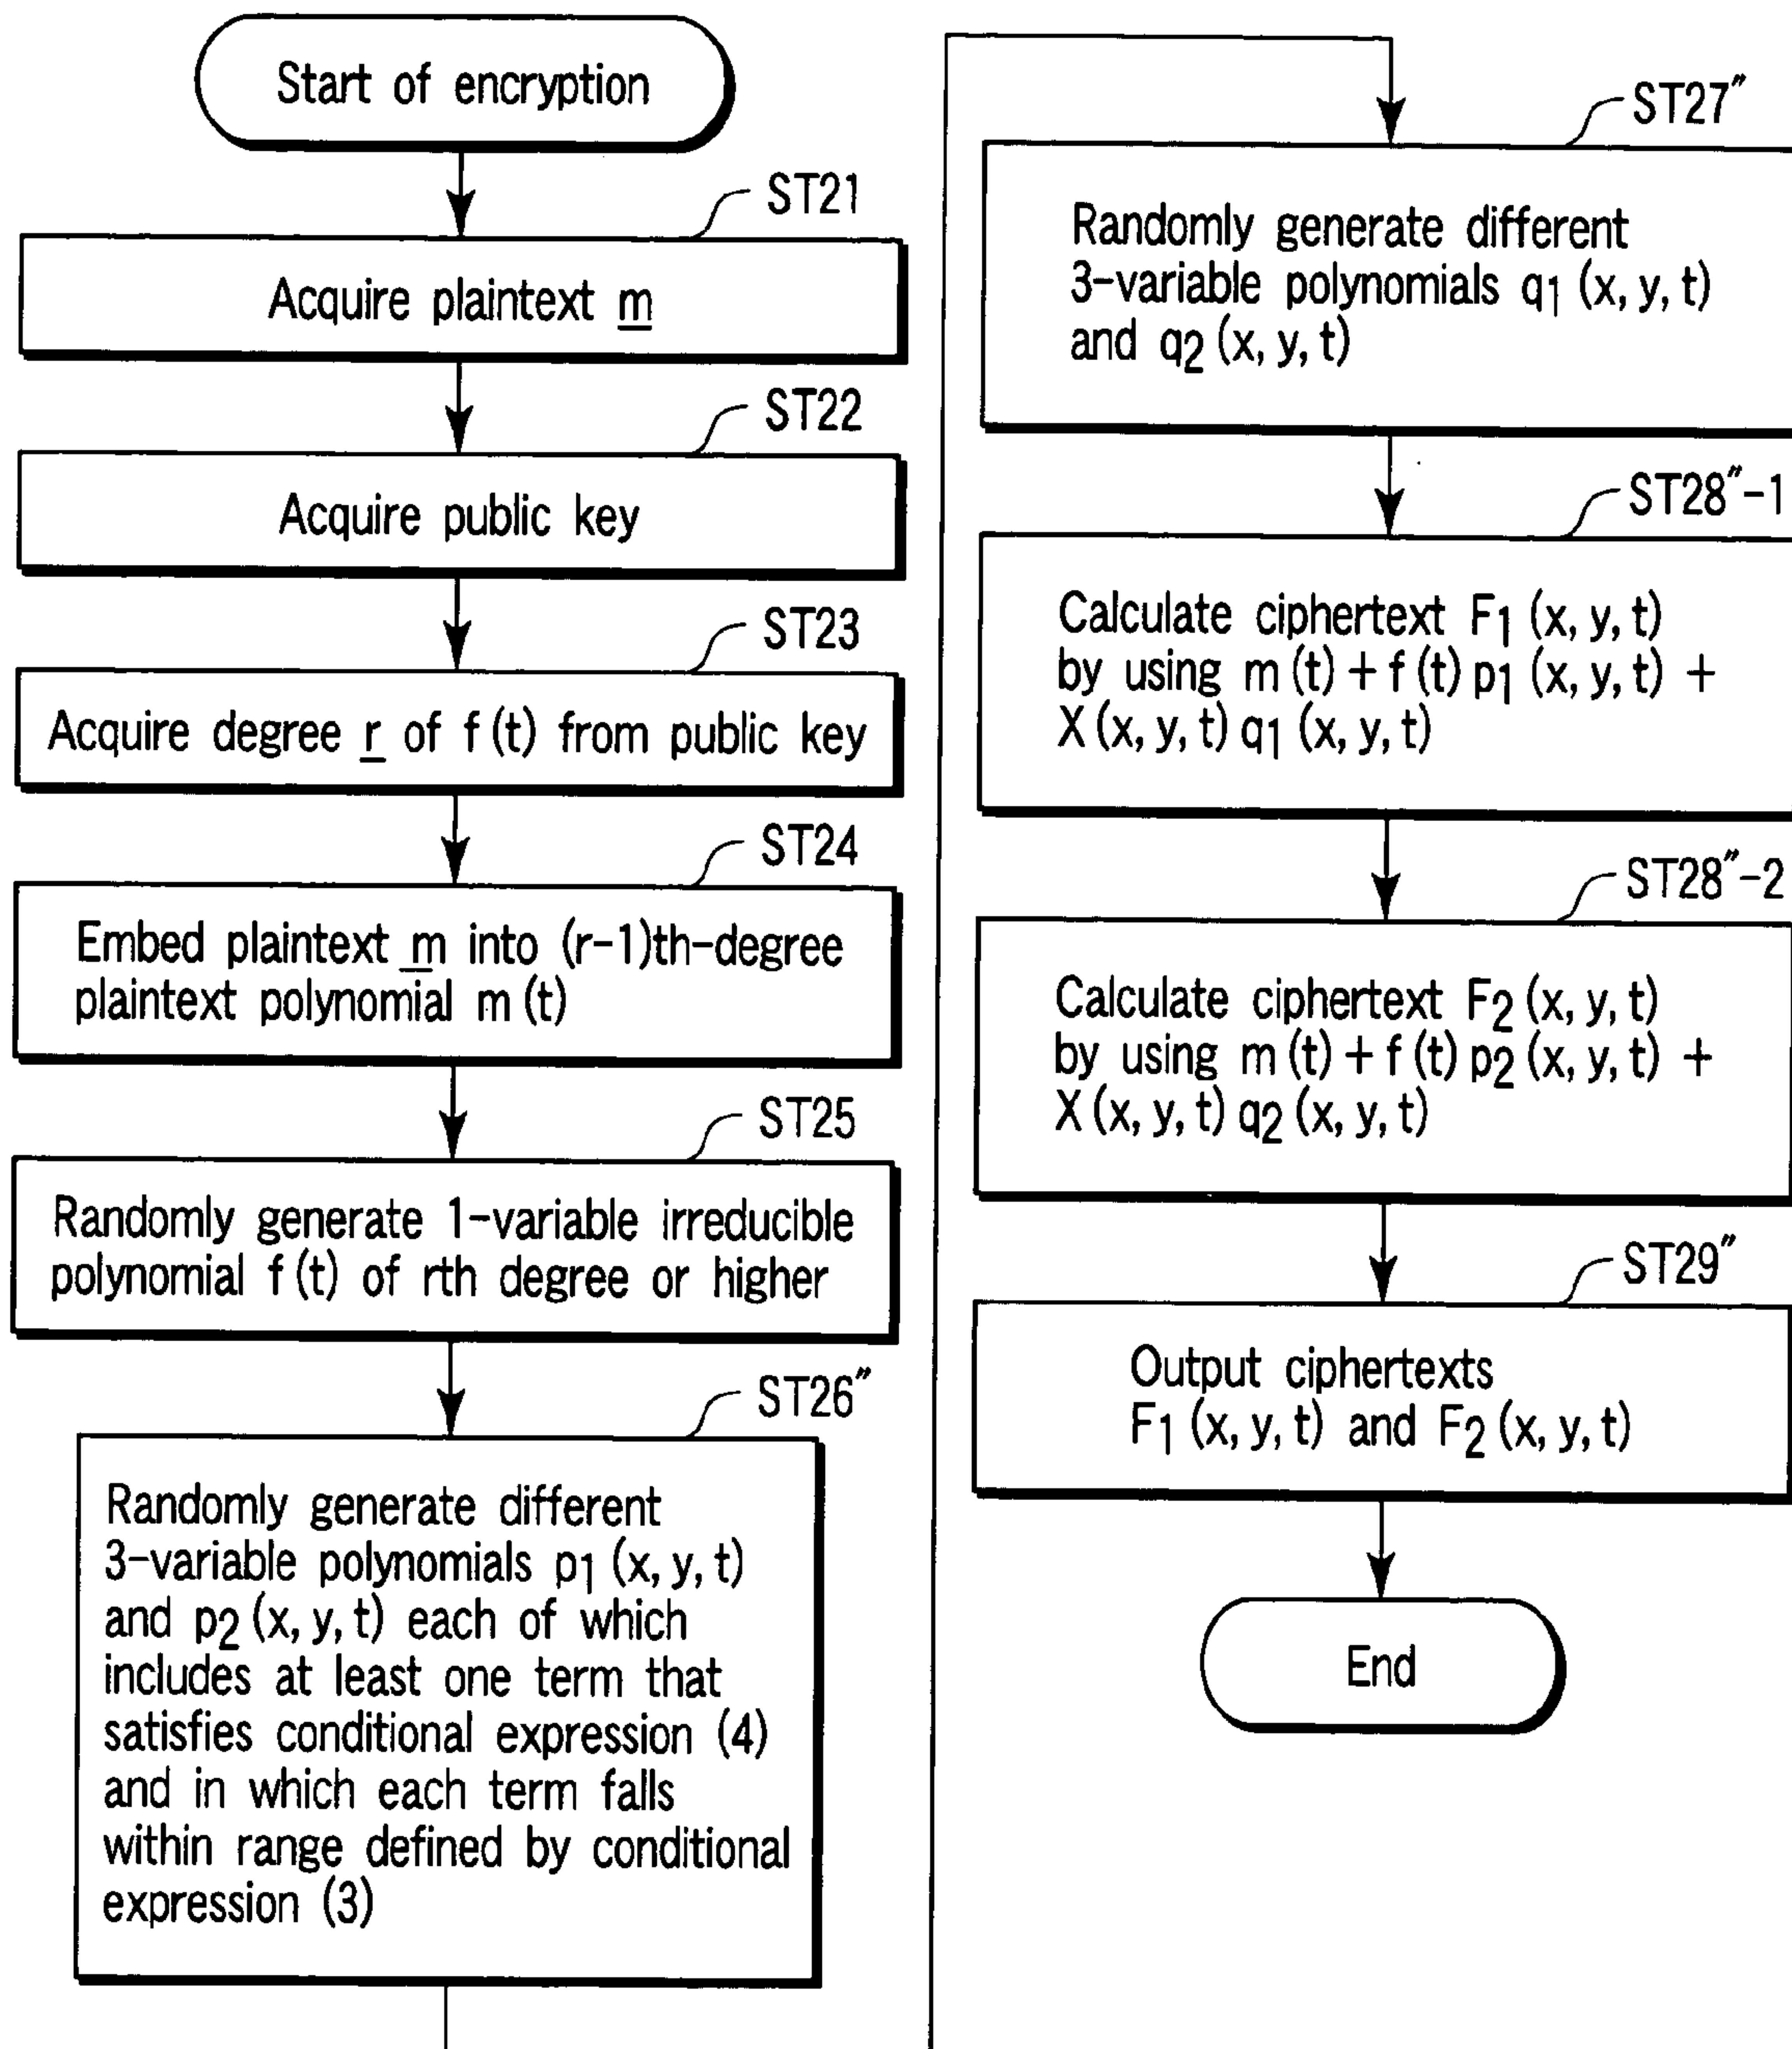 Start of encryption
ST21
Acquire plaintext m
ST22
Acquire public key
ST23
Acquire degree r of f(t) from public key
ST24
Embed plaintext m into (r-1)th-degree
plaintext polynomial m(t)
ST25
Randomly generate 1-variable irreducible
polynomial f(t) of rth degree or higher
ST26″
Randomly generate different
3-variable polynomials p1(x, y, t)
and p2(x, y, t) each of which
includes at least one term that
satisfies conditional expression (4)
and in which each term falls
within range defined by conditional
expression (3)
ST27″
Randomly generate different
3-variable polynomials q1(x, y, t)
and q2(x, y, t)
ST28″-1
Calculate ciphertext F1(x, y, t)
by using m(t) + f(t) p1(x, y, t) +
X(x, y, t) q1(x, y, t)
ST28″-2
Calculate ciphertext F2(x, y, t)
by using m(t) + f(t) p2(x, y, t) +
X(x, y, t) q2(x, y, t)
ST29″
Output ciphertexts
F1(x, y, t) and F2(x, y, t)
End